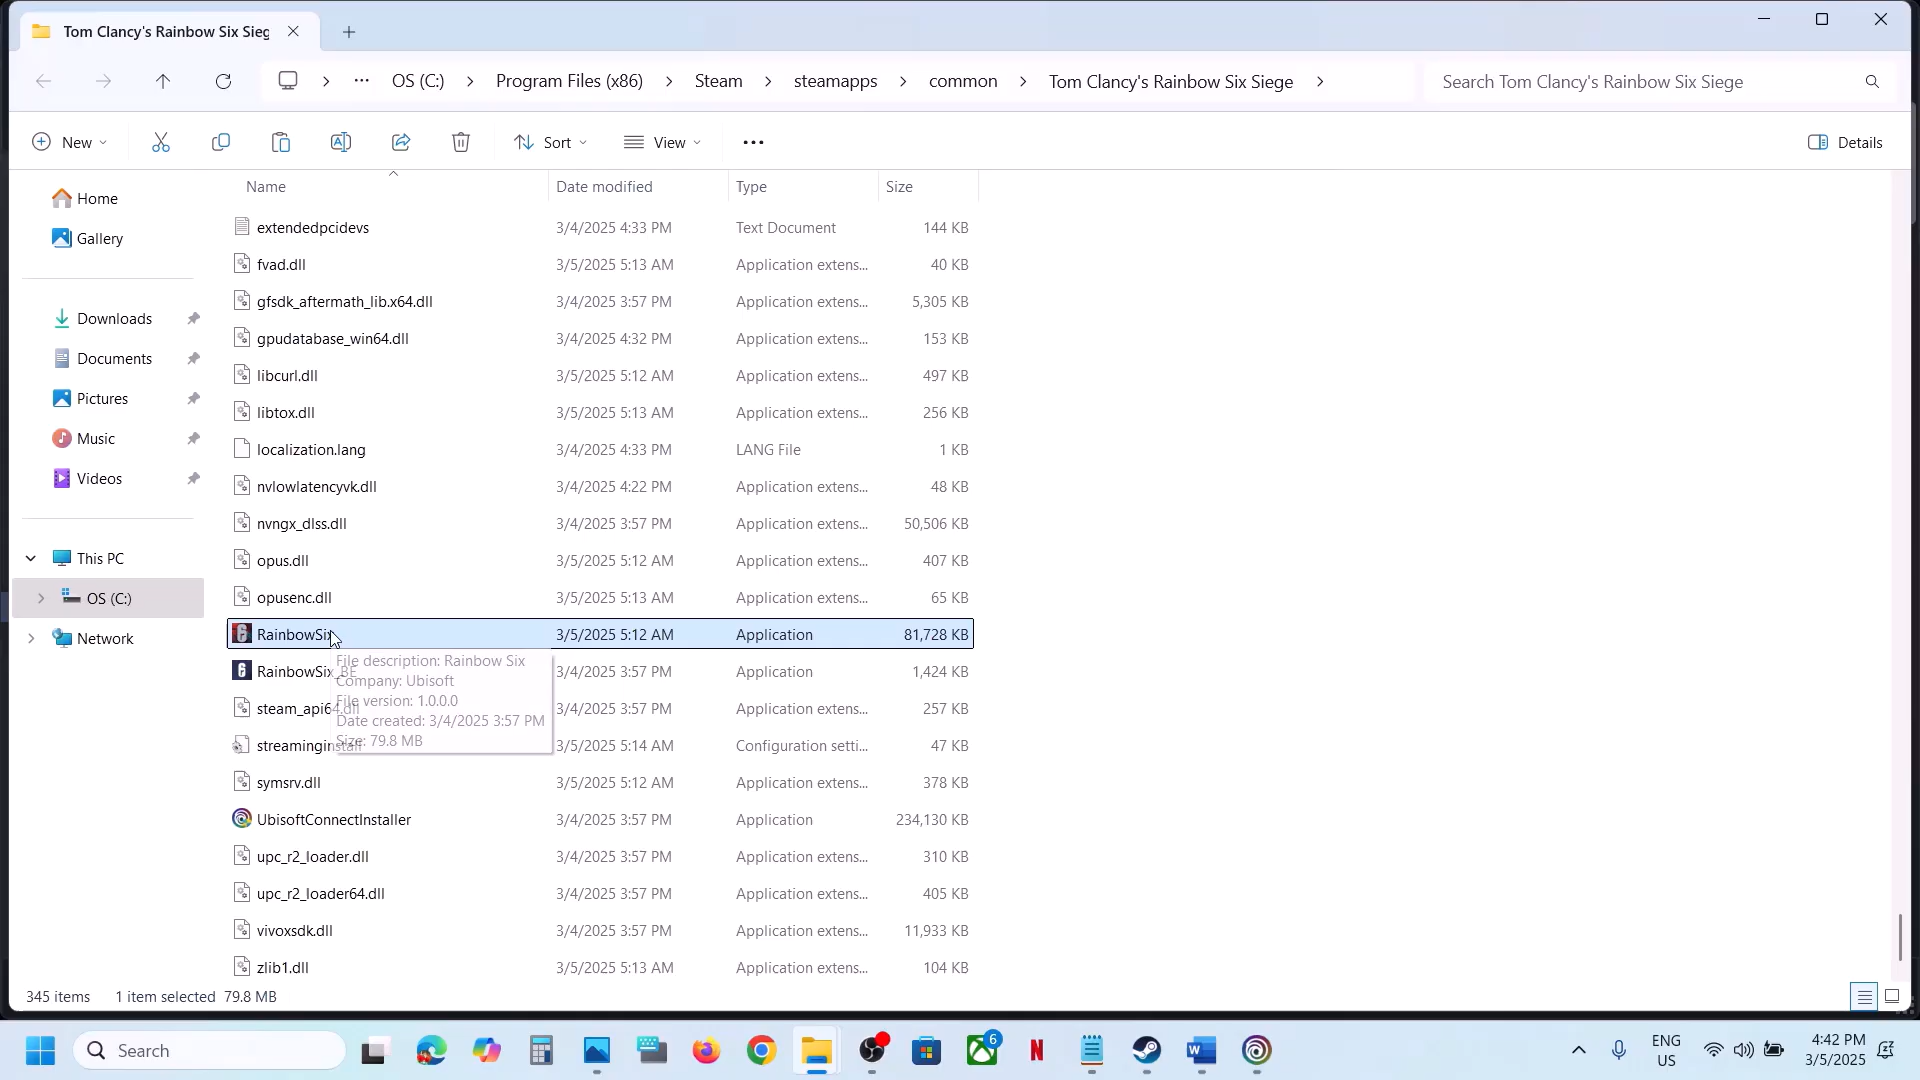 Tom Clancy's Rainbow Six Sieg
OS (C:) Program Files (x86) Steam steamapps common Tom Clancy's Rainbow Six Siege
Search Tom Clancy's Rainbow Six Siege
New Sort View ••• Details
Home
Gallery
Downloads
Documents
Pictures
Music
Videos
This PC
OS (C:)
Network
Name Date modified Type Size
extendedpcidevs 3/4/2025 4:33 PM Text Document 144 KB
fvad.dll 3/5/2025 5:13 AM Application extens... 40 KB
gfsdk_aftermath_lib.x64.dll 3/4/2025 3:57 PM Application extens... 5,305 KB
gpudatabase_win64.dll 3/4/2025 4:32 PM Application extens... 153 KB
libcurl.dll 3/5/2025 5:12 AM Application extens... 497 KB
libtox.dll 3/5/2025 5:13 AM Application extens... 256 KB
localization.lang 3/4/2025 4:33 PM LANG File 1 KB
nvlowlatencyvk.dll 3/4/2025 4:22 PM Application extens... 48 KB
nvngx_dlss.dll 3/4/2025 3:57 PM Application extens... 50,506 KB
opus.dll 3/5/2025 5:12 AM Application extens... 407 KB
opusenc.dll 3/5/2025 5:13 AM Application extens... 65 KB
RainbowSix 3/5/2025 5:12 AM Application 81,728 KB
RainbowSix_BE 3/4/2025 3:57 PM Application 1,424 KB
steam_api64.dll 3/4/2025 3:57 PM Application extens... 257 KB
streaminginstall 3/5/2025 5:14 AM Configuration setti... 47 KB
symsrv.dll 3/5/2025 5:12 AM Application extens... 378 KB
UbisoftConnectInstaller 3/4/2025 3:57 PM Application 234,130 KB
upc_r2_loader.dll 3/4/2025 3:57 PM Application extens... 310 KB
upc_r2_loader64.dll 3/4/2025 3:57 PM Application extens... 405 KB
vivoxsdk.dll 3/4/2025 3:57 PM Application extens... 11,933 KB
zlib1.dll 3/5/2025 5:13 AM Application extens... 104 KB
File description: Rainbow Six
Company: Ubisoft
File version: 1.0.0.0
Date created: 3/4/2025 3:57 PM
Size: 79.8 MB
345 items 1 item selected 79.8 MB
Search
6
ENG
US
4:42 PM
3/5/2025